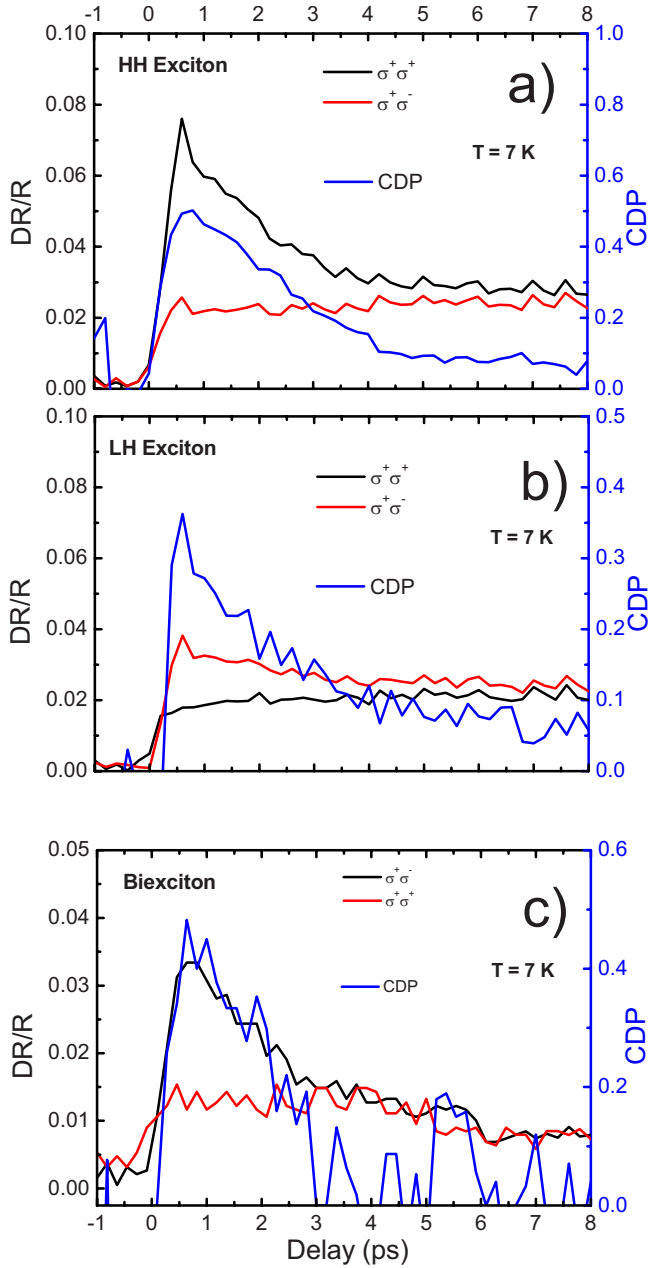 -1 0 1 2 3 4 5 6 7 8
0.10 1.0
HH Exciton σ⁺σ⁺ a)
σ⁺σ⁻
0.08 0.8
T = 7 K
CDP
0.06 0.6
DR/R CDP
0.04 0.4
0.02 0.2
0.00 0.0
0.10 0.5
LH Exciton σ⁺σ⁺ b)
σ⁺σ⁻
0.08 0.4
T = 7 K
CDP
0.06 0.3
DR/R CDP
0.04 0.2
0.02 0.1
0.00 0.0
0.05 0.6
Biexciton σ⁺σ⁻ c)
σ⁺σ⁺
0.04
T = 7 K
CDP
0.4
0.03
DR/R CDP
0.02
0.2
0.01
0.00 0.0
-1 0 1 2 3 4 5 6 7 8
Delay (ps)